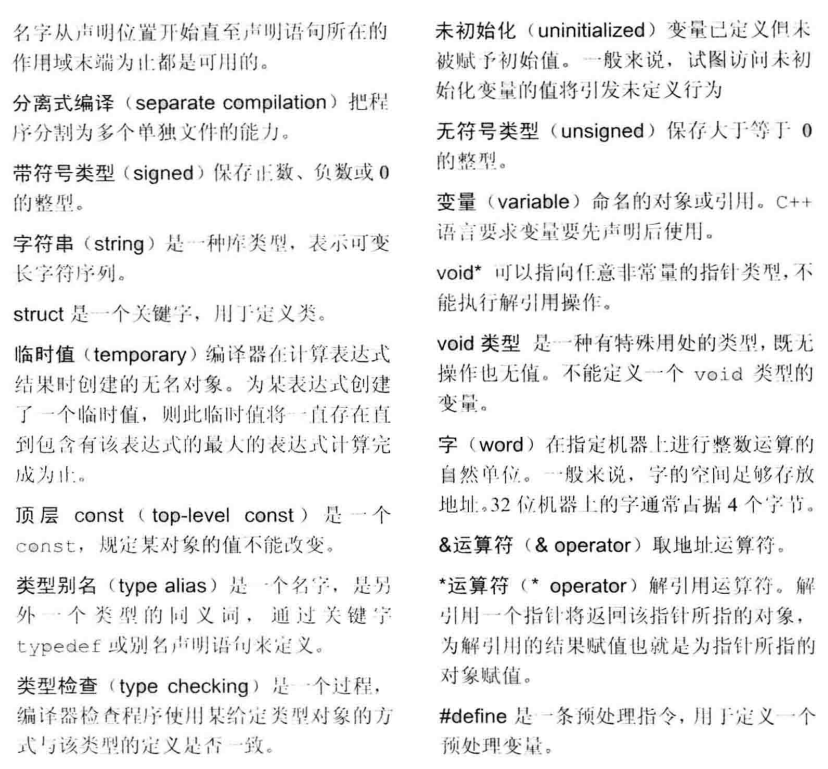 名字从声明位置开始直至声明语句所在的
作用域末端为止都是可用的。
分离式编译（separate compilation）把程
序分割为多个单独文件的能力。
带符号类型（signed）保存正数、负数或 0
的整型。
字符串（string）是一种库类型，表示可变
长字符序列。
struct 是一个关键字，用于定义类。
临时值（temporary）编译器在计算表达式
结果时创建的无名对象。为某表达式创建
了一个临时值，则此临时值将一直存在直
到包含有该表达式的最大的表达式计算完
成为止。
顶层 const（top-level const）是一个
const，规定某对象的值不能改变。
类型别名（type alias）是一个名字，是另
外一个类型的同义词，通过关键字
typedef 或别名声明语句来定义。
类型检查（type checking）是一个过程，
编译器检查程序使用某给定类型对象的方
式与该类型的定义是否一致。
未初始化（uninitialized）变量已定义但未
被赋予初始值。一般来说，试图访问未初
始化变量的值将引发未定义行为
无符号类型（unsigned）保存大于等于 0
的整型。
变量（variable）命名的对象或引用。C++
语言要求变量要先声明后使用。
void* 可以指向任意非常量的指针类型，不
能执行解引用操作。
void 类型 是一种有特殊用处的类型，既无
操作也无值。不能定义一个 void 类型的
变量。
字（word）在指定机器上进行整数运算的
自然单位。一般来说，字的空间足够存放
地址。32 位机器上的字通常占据 4 个字节。
&运算符（& operator）取地址运算符。
*运算符（* operator）解引用运算符。解
引用一个指针将返回该指针所指的对象，
为解引用的结果赋值也就是为指针所指的
对象赋值。
#define 是一条预处理指令，用于定义一个
预处理变量。